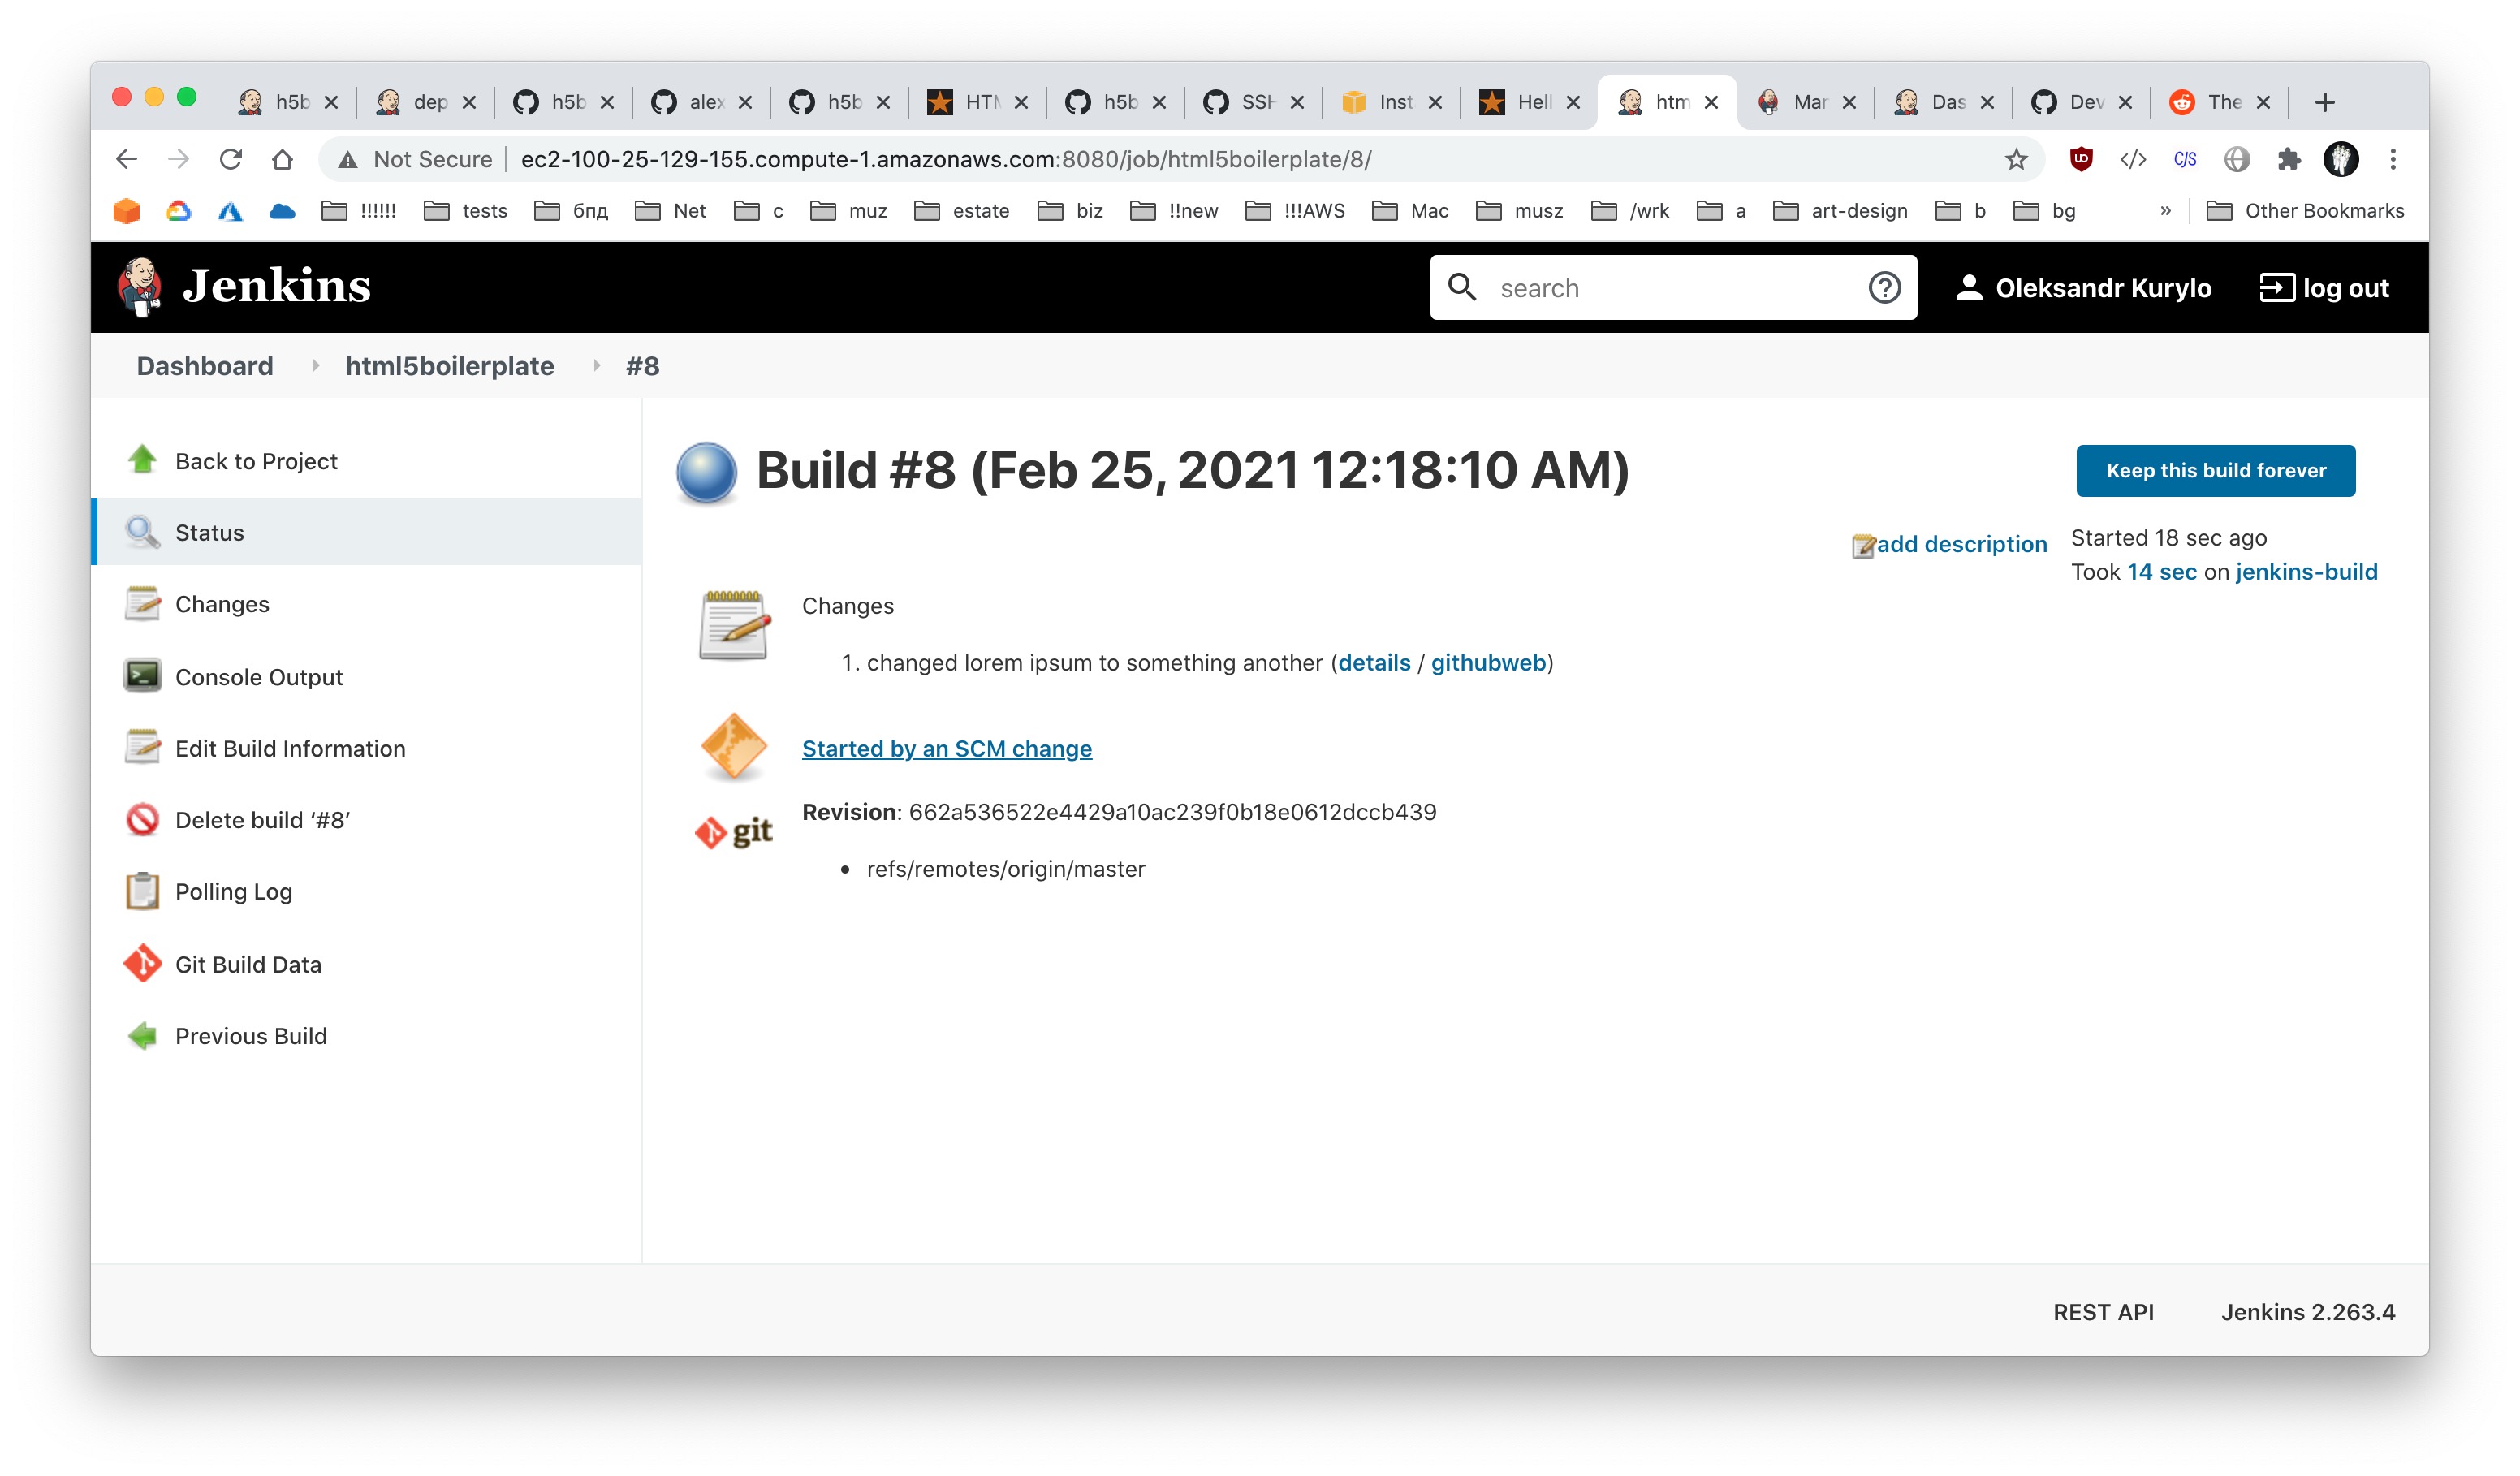 h5b dep h5b alex h5b HTM h5b SSH Inst Hell htm Mar Das Dev The
Not Secure ec2-100-25-129-155.compute-1.amazonaws.com:8080/job/html5boilerplate/8/ </> C/S
!!!!!! tests бпд Net c muz estate biz !!new !!!AWS Mac musz /wrk a art-design b bg » Other Bookmarks
Jenkins search Oleksandr Kurylo log out
Dashboard html5boilerplate #8
Back to Project
Status
Changes
Console Output
Edit Build Information
Delete build ‘#8’
Polling Log
Git Build Data
Previous Build
Build #8 (Feb 25, 2021 12:18:10 AM)
Keep this build forever
add description
Started 18 sec ago
Took 14 sec on jenkins-build
Changes
1. changed lorem ipsum to something another (details / githubweb)
Started by an SCM change
git
Revision: 662a536522e4429a10ac239f0b18e0612dccb439
• refs/remotes/origin/master
REST API Jenkins 2.263.4